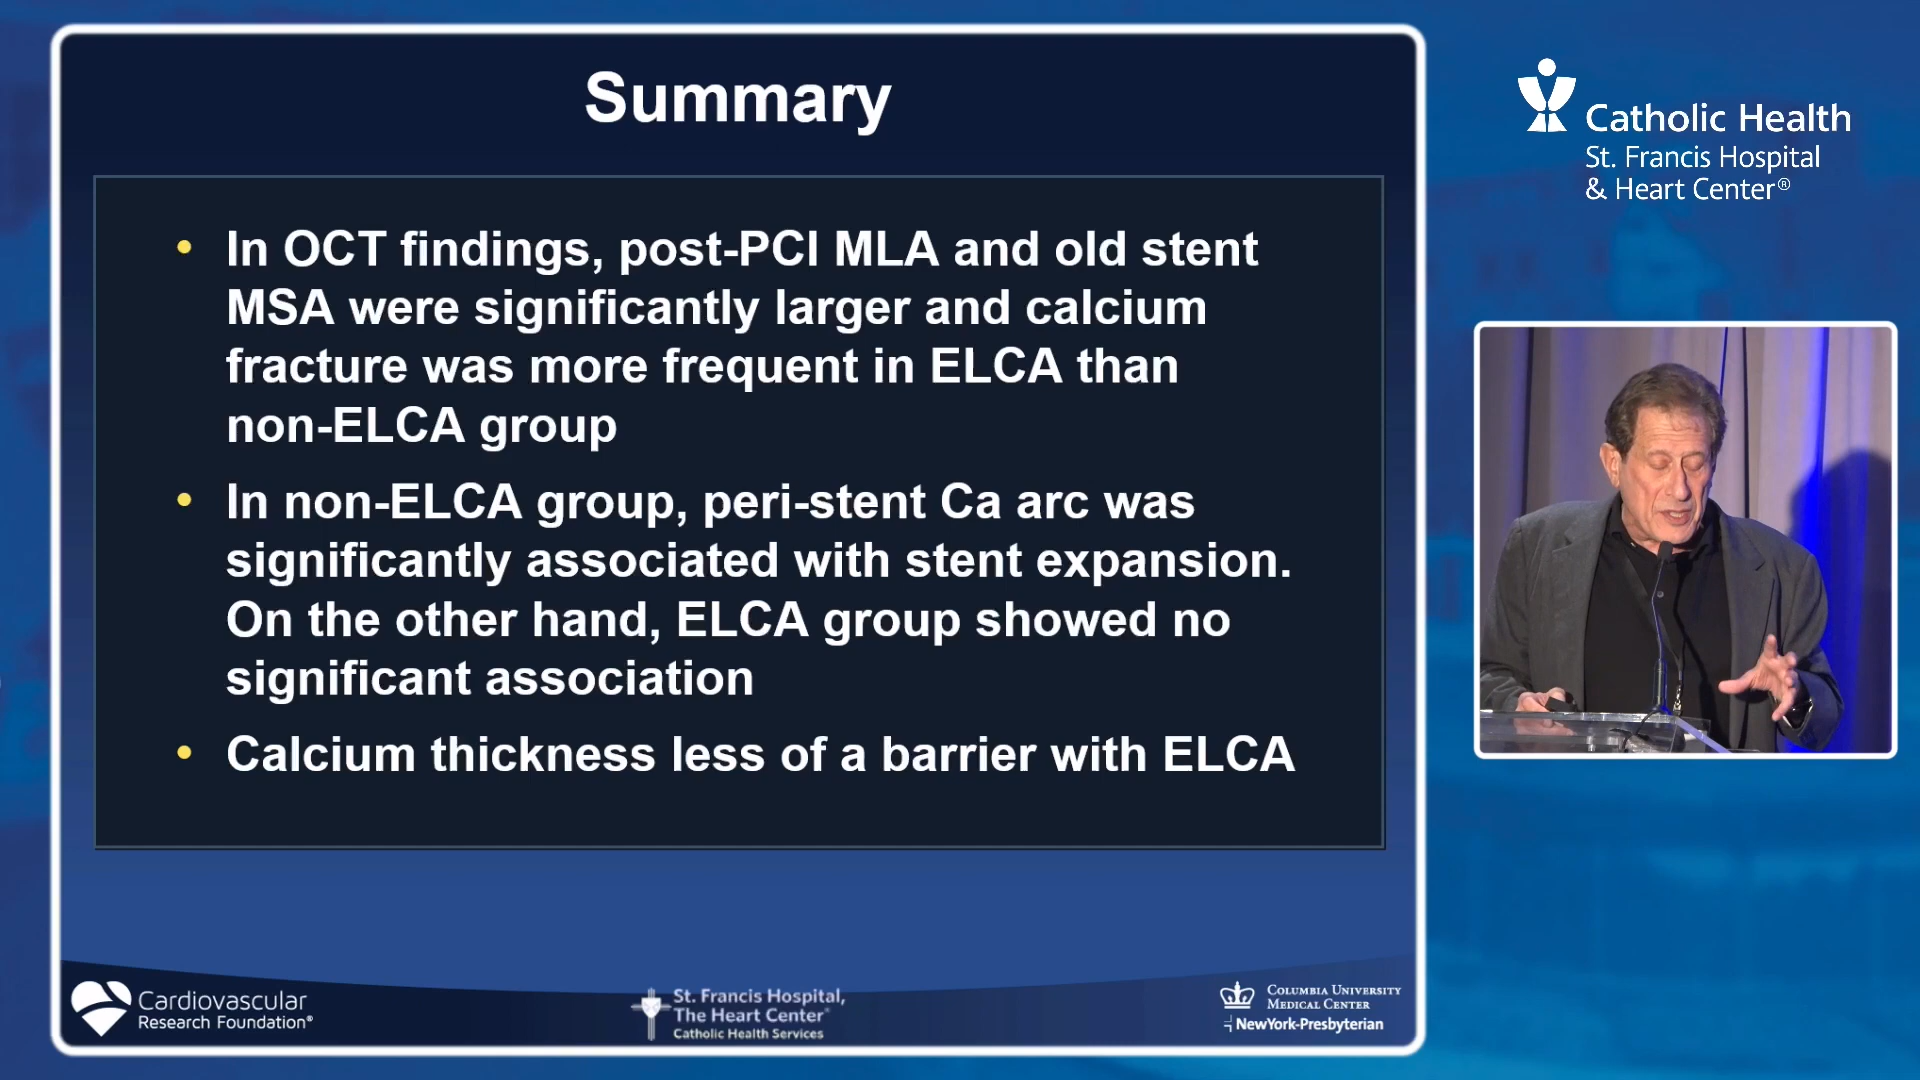 Summary
• In OCT findings, post-PCI MLA and old stent
MSA were significantly larger and calcium
fracture was more frequent in ELCA than
non-ELCA group
• In non-ELCA group, peri-stent Ca arc was
significantly associated with stent expansion.
On the other hand, ELCA group showed no
significant association
• Calcium thickness less of a barrier with ELCA
Cardiovascular
Research Foundation®
St. Francis Hospital,
The Heart Center®
Catholic Health Services
COLUMBIA UNIVERSITY
MEDICAL CENTER
NewYork-Presbyterian
Catholic Health
St. Francis Hospital
& Heart Center®